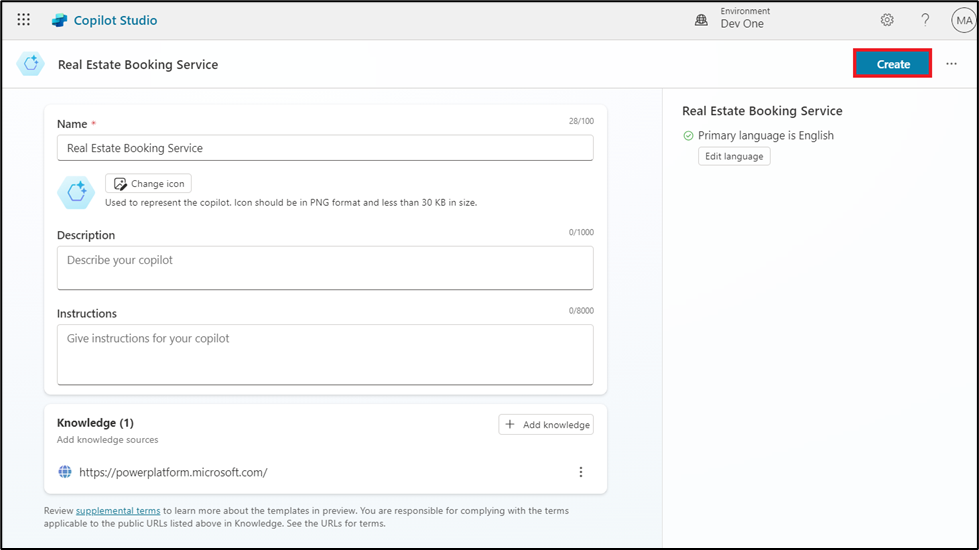 Copilot Studio
Environment
Dev One
?
MA
Real Estate Booking Service
Create
Name *
28/100
Real Estate Booking Service
Change icon
Used to represent the copilot. Icon should be in PNG format and less than 30 KB in size.
Description
0/1000
Describe your copilot
Instructions
0/8000
Give instructions for your copilot
Knowledge (1)
Add knowledge sources
+ Add knowledge
https://powerplatform.microsoft.com/
Review supplemental terms to learn more about the templates in preview. You are responsible for complying with the terms
applicable to the public URLs listed above in Knowledge. See the URLs for terms.
Real Estate Booking Service
Primary language is English
Edit language